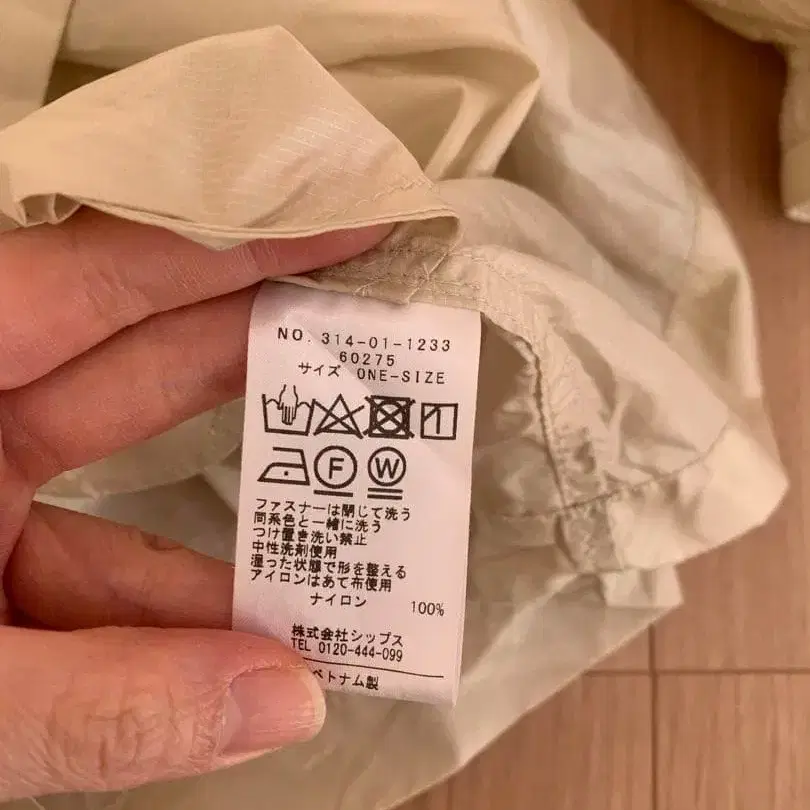 NO. 314-01-1233
60275
サイズ ONE-SIZE
F W
ファスナーは閉じて洗う
同系色と一緒に洗う
つけ置き洗い禁止
中性洗剤使用
湿った状態で形を整える
アイロンはあて布使用
ナイロン 100%
株式会社シップス
TEL 0120-444-099
ベトナム製